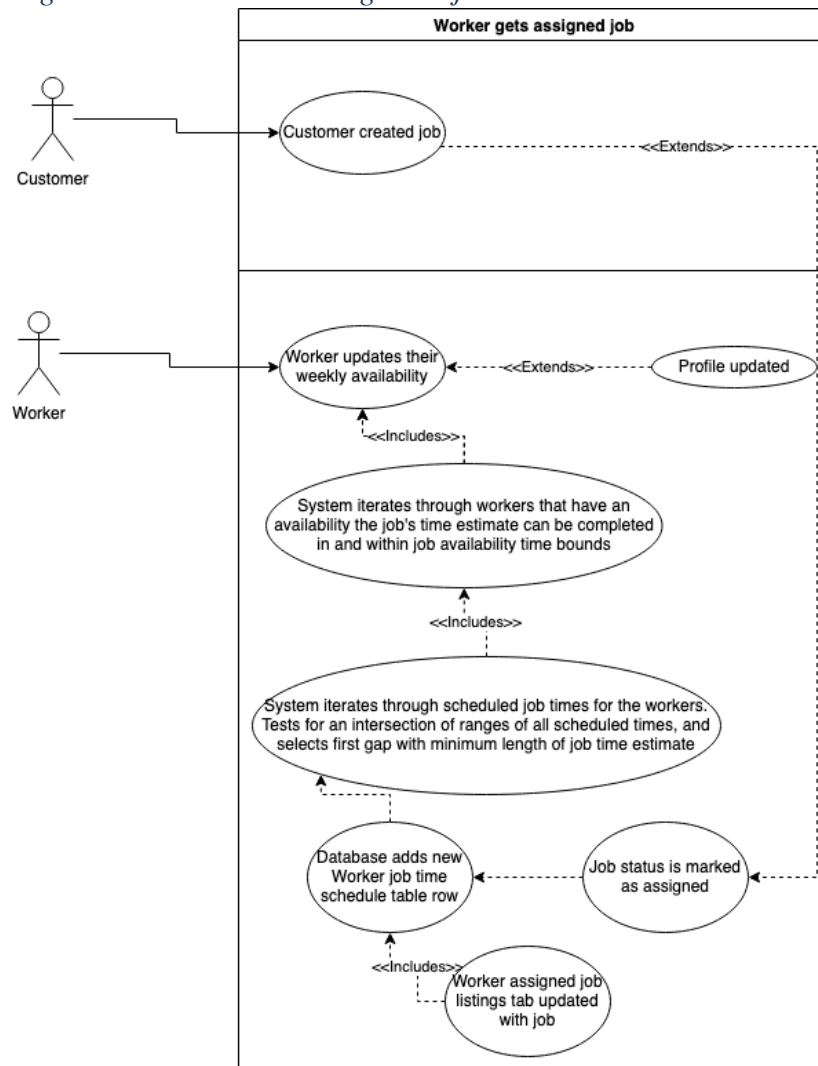 Worker gets assigned job
Customer created job
<<Extends>>
Customer
Worker updates their
weekly availability
<<Extends>>
Profile updated
Worker
<<Includes>>
System iterates through workers that have an
availability the job's time estimate can be completed
in and within job availability time bounds
<<Includes>>
System iterates through scheduled job times for the workers.
Tests for an intersection of ranges of all scheduled times, and
selects first gap with minimum length of job time estimate
Database adds new
Worker job time
schedule table row
Job status is marked
as assigned
<<Includes>>
Worker assigned job
listings tab updated
with job